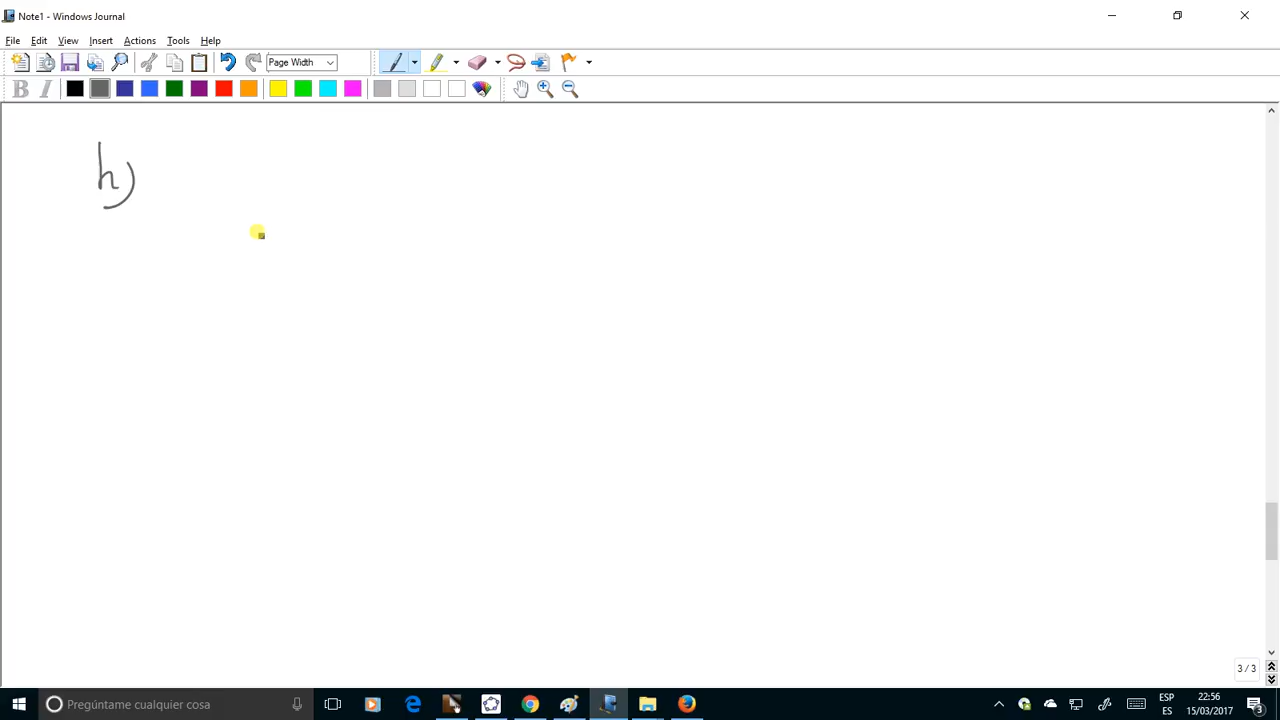 Note1 - Windows Journal
File Edit View Insert Actions Tools Help
Page Width
B I
h)
3 / 3
Pregúntame cualquier cosa
ESP 22:56
ES 15/03/2017 3